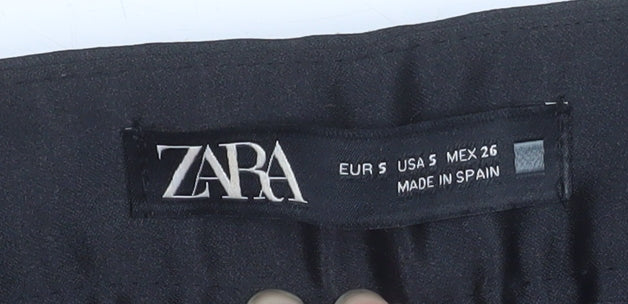 ZARA
EUR S USA S MEX 26
MADE IN SPAIN